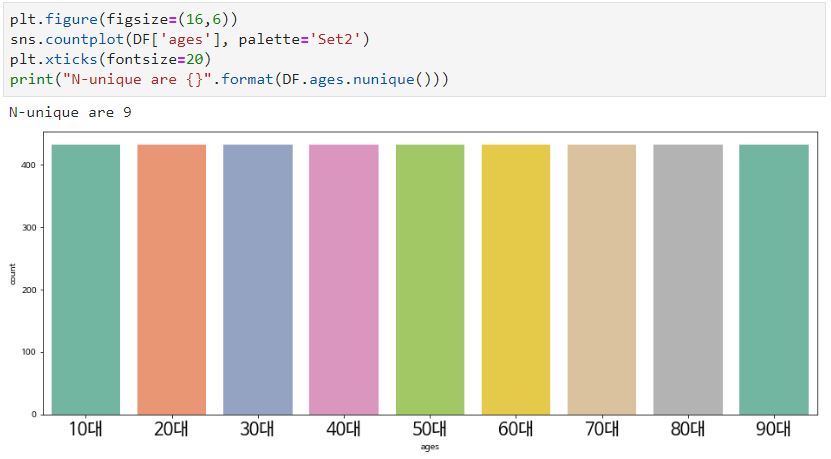 plt.figure(figsize=(16,6))
sns.countplot(DF['ages'], palette='Set2')
plt.xticks(fontsize=20)
print("N-unique are {}".format(DF.ages.nunique()))
N-unique are 9
400
300
200
100
0
count
10대 20대 30대 40대 50대 60대 70대 80대 90대
ages